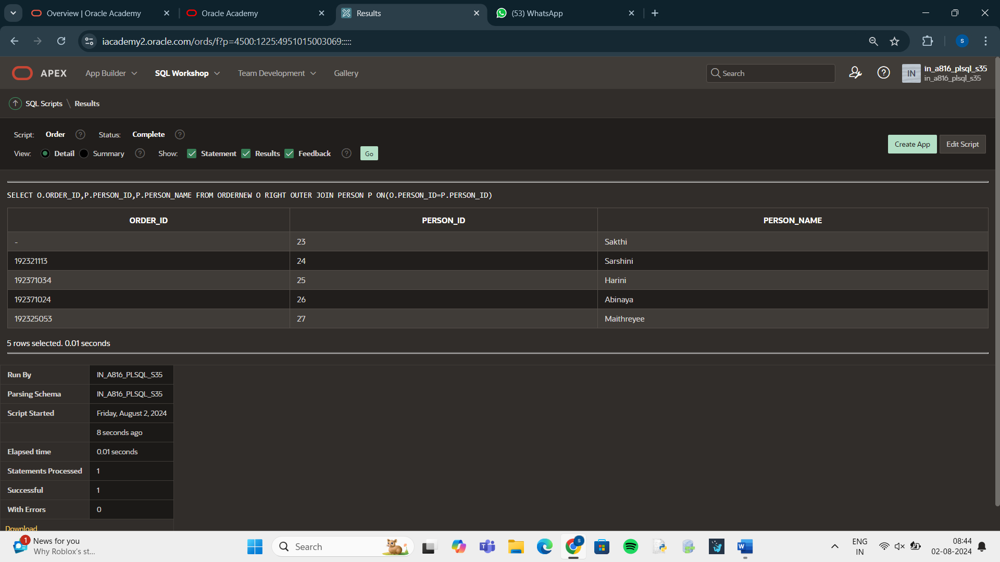 Overview | Oracle Academy
Oracle Academy
Results
(53) WhatsApp
iacademy2.oracle.com/ords/f?p=4500:1225:4951015003069:::::
S
APEX
App Builder
SQL Workshop
Team Development
Gallery
Search
IN
in_a816_plsql_s35
in_a816_plsql_s35
SQL Scripts \ Results
Script: Order ? Status: Complete ?
View: Detail Summary ? Show: Statement Results Feedback ? Go
Create App
Edit Script
SELECT O.ORDER_ID,P.PERSON_ID,P.PERSON_NAME FROM ORDERNEW O RIGHT OUTER JOIN PERSON P ON(O.PERSON_ID=P.PERSON_ID)
ORDER_ID PERSON_ID PERSON_NAME
- 23 Sakthi
192321113 24 Sarshini
192371034 25 Harini
192371024 26 Abinaya
192325053 27 Maithreyee
5 rows selected. 0.01 seconds
Run By IN_A816_PLSQL_S35
Parsing Schema IN_A816_PLSQL_S35
Script Started Friday, August 2, 2024
8 seconds ago
Elapsed time 0.01 seconds
Statements Processed 1
Successful 1
With Errors 0
Download
1
News for you
Why Roblox's st...
Search
ENG
IN
08:44
02-08-2024